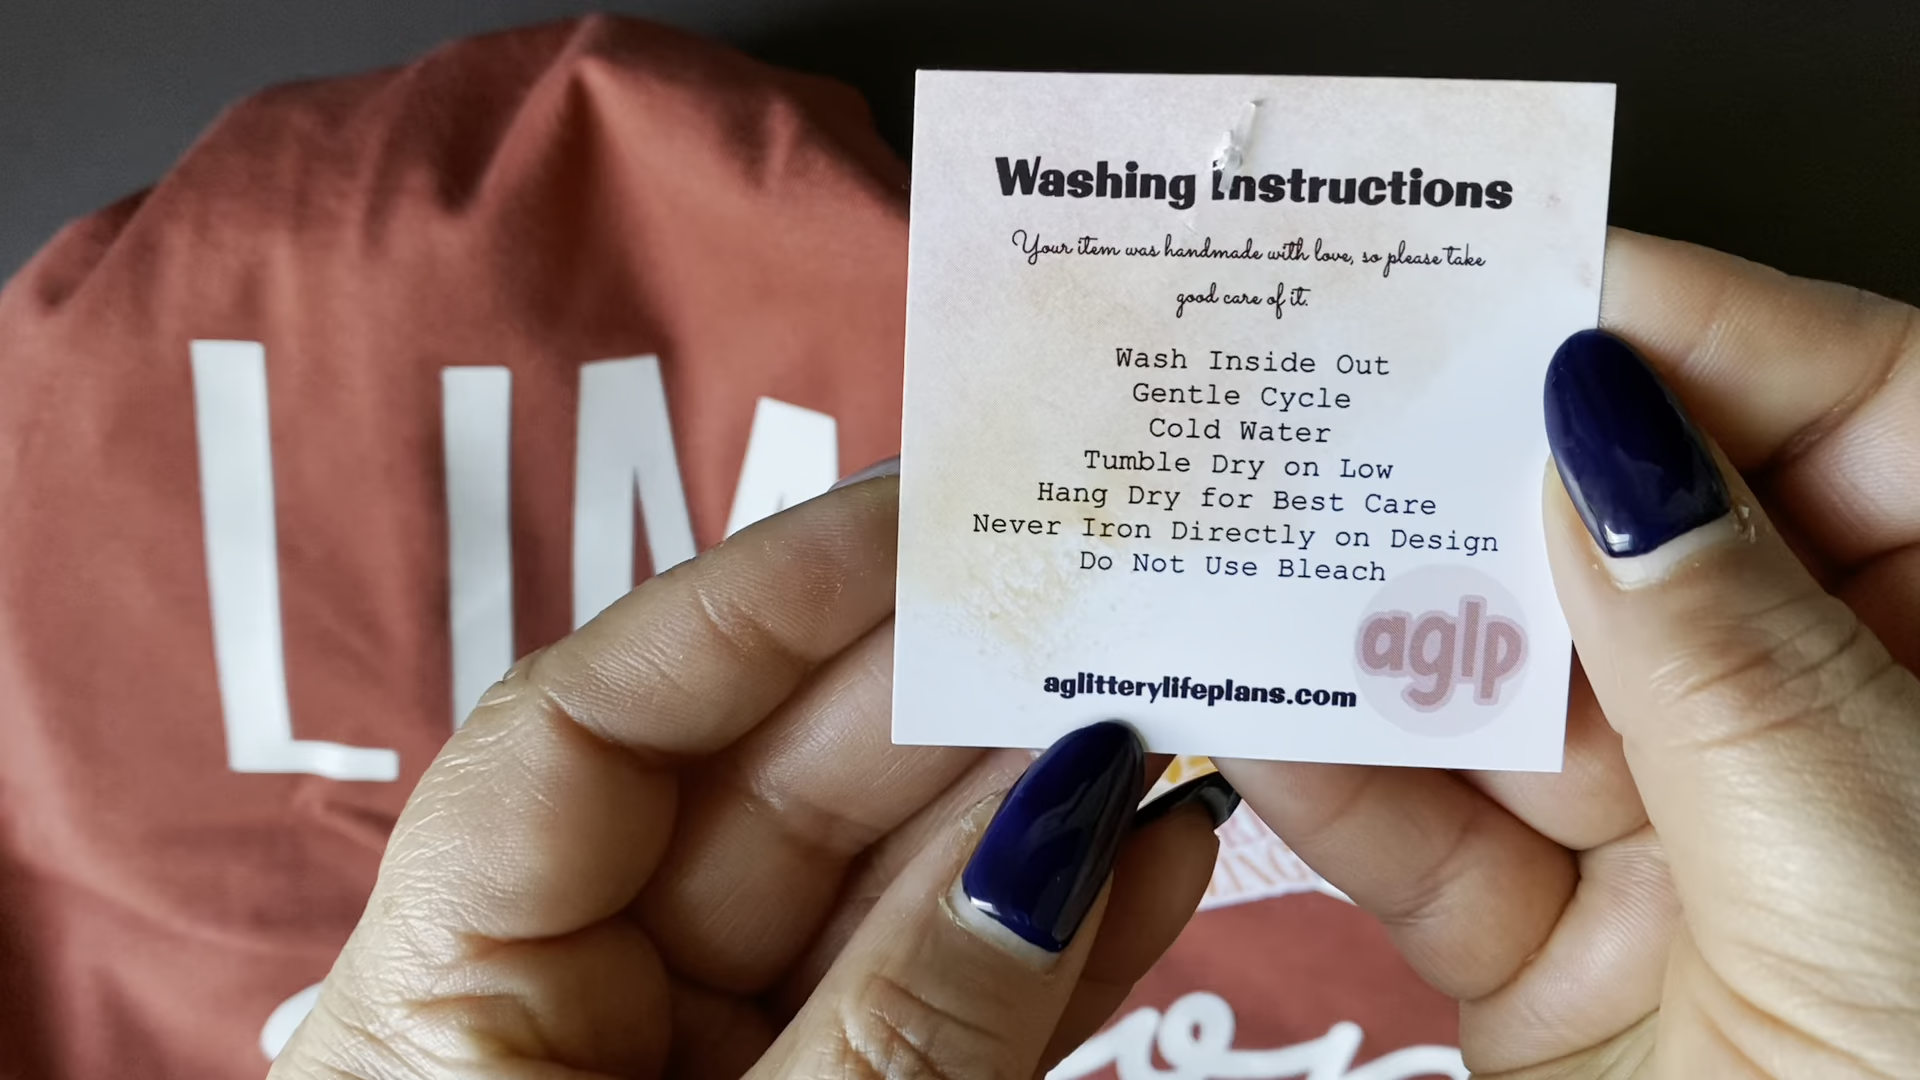 Washing Instructions
Your item was handmade with love, so please take
good care of it.
Wash Inside Out
Gentle Cycle
Cold Water
Tumble Dry on Low
Hang Dry for Best Care
Never Iron Directly on Design
Do Not Use Bleach
aglp
aglitterylifeplans.com